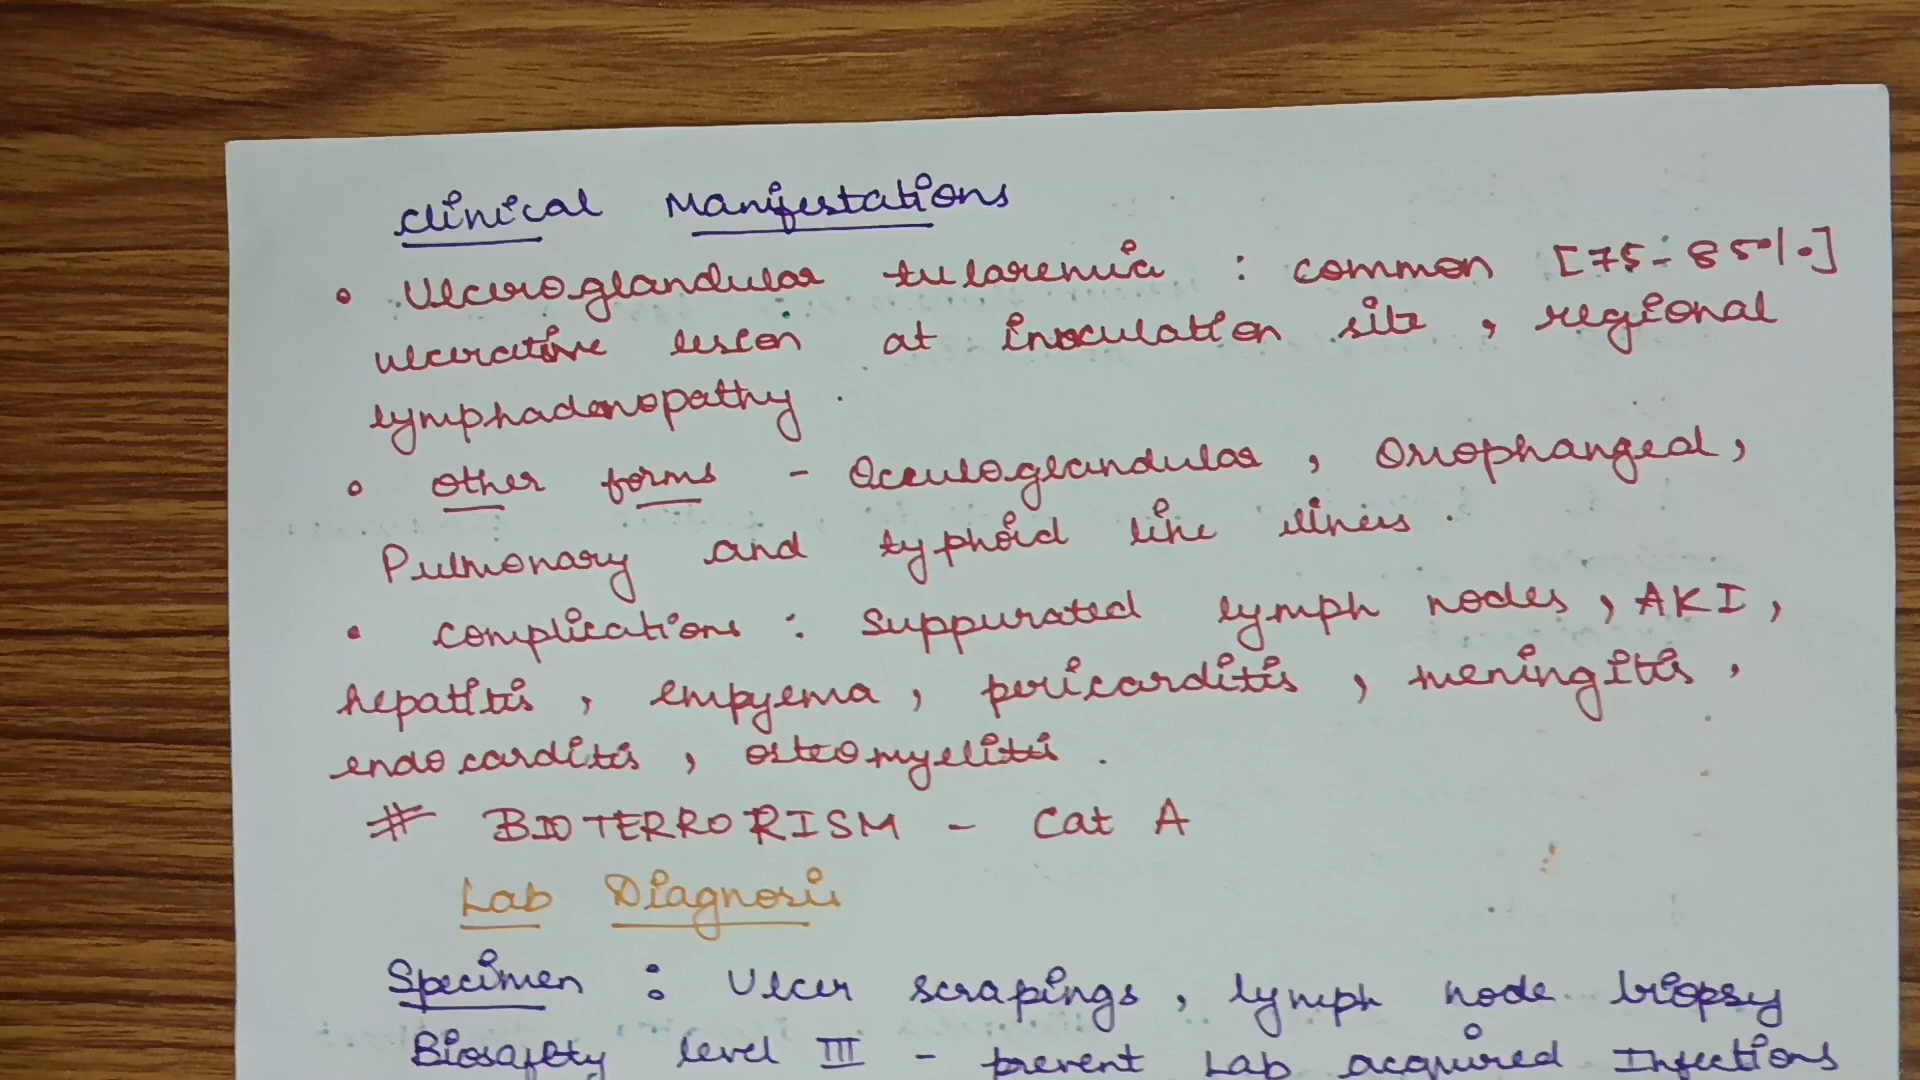 Clinical Manifestations
• Ulceroglandular tularemia : common [75-85%]
ulcerative lesion at inoculation site , regional
lymphadenopathy .
• other forms - Occuloglandular , Orophangeal ,
Pulmonary and typhoid like illness .
• complications : Suppurated lymph nodes , AKI ,
hepatitis , empyema , pericarditis , meningitis ,
endocarditis , osteomyelitis .
# BIOTERRORISM - Cat A
Lab Diagnosis
Specimen : Ulcer scrapings , lymph node biopsy
Biosafety level III - prevent Lab acquired Infections